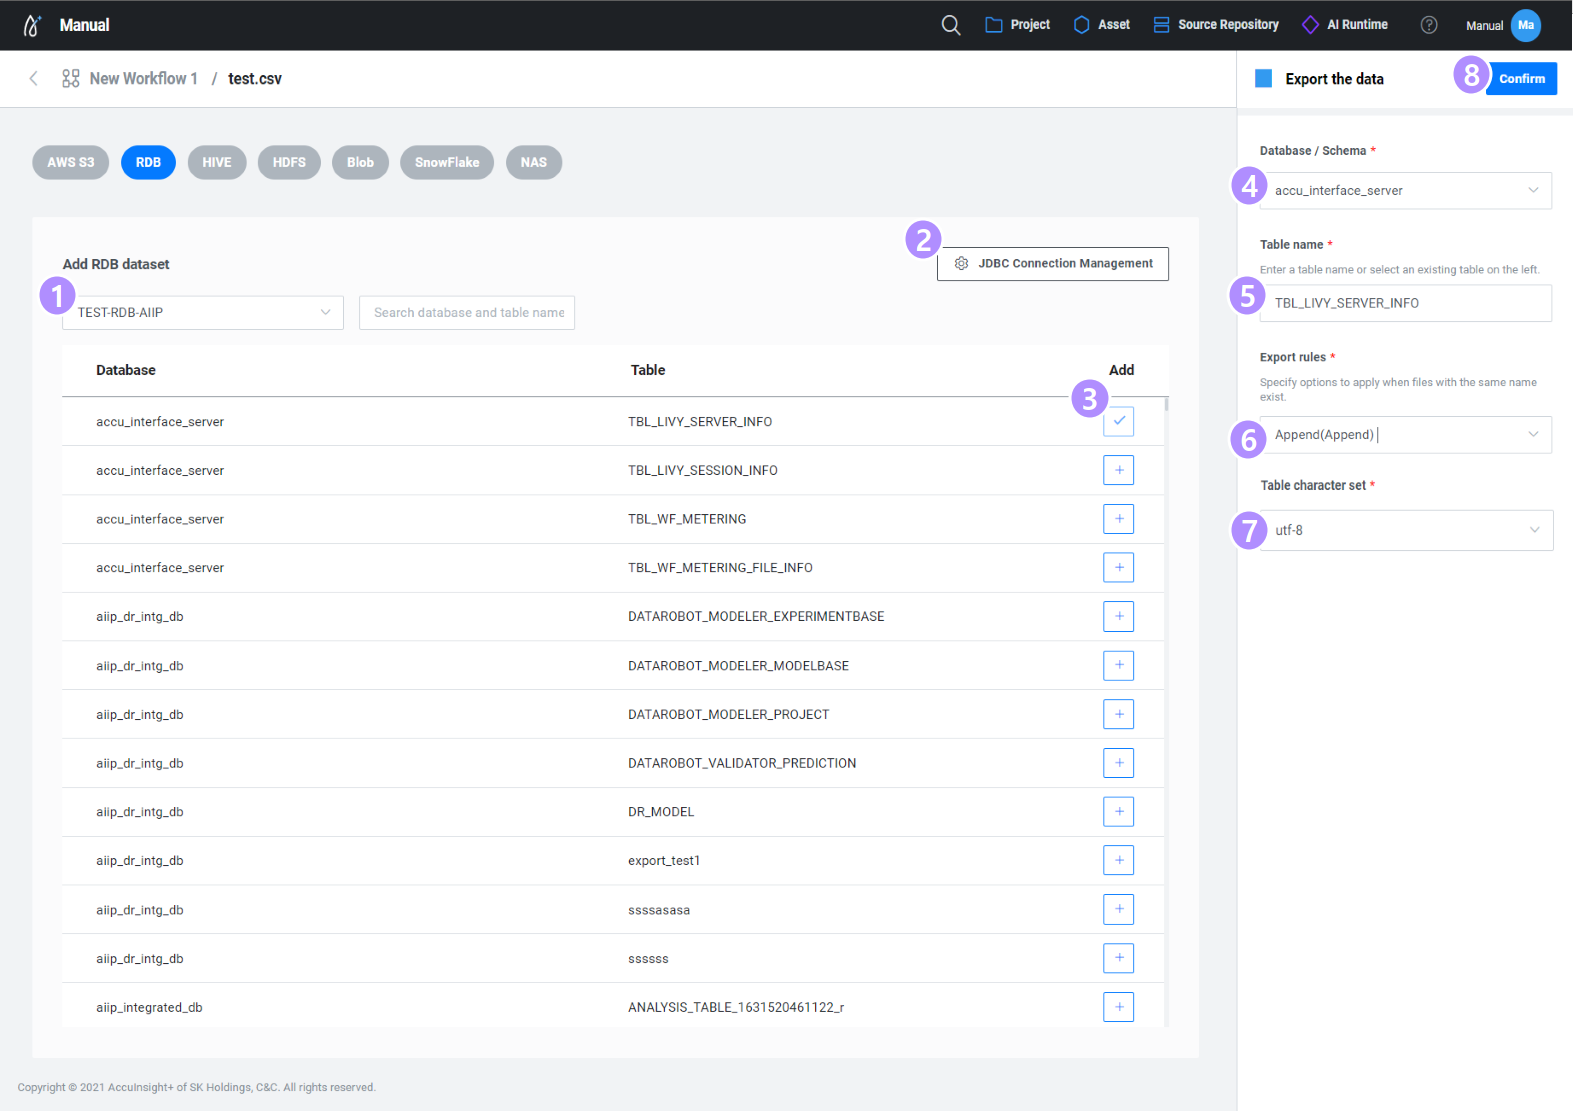 Manual
Project
Asset
Source Repository
AI Runtime
?
Manual
Ma
New Workflow 1 / test.csv
Export the data
8
Confirm
AWS S3
RDB
HIVE
HDFS
Blob
SnowFlake
NAS
Add RDB dataset
2
JDBC Connection Management
1
TEST-RDB-AIIP
Search database and table name
Database Table Add
3
accu_interface_server TBL_LIVY_SERVER_INFO
accu_interface_server TBL_LIVY_SESSION_INFO +
accu_interface_server TBL_WF_METERING +
accu_interface_server TBL_WF_METERING_FILE_INFO +
aiip_dr_intg_db DATAROBOT_MODELER_EXPERIMENTBASE +
aiip_dr_intg_db DATAROBOT_MODELER_MODELBASE +
aiip_dr_intg_db DATAROBOT_MODELER_PROJECT +
aiip_dr_intg_db DATAROBOT_VALIDATOR_PREDICTION +
aiip_dr_intg_db DR_MODEL +
aiip_dr_intg_db export_test1 +
aiip_dr_intg_db ssssasasa +
aiip_dr_intg_db ssssss +
aiip_integrated_db ANALYSIS_TABLE_1631520461122_r +
Database / Schema *
4
accu_interface_server
Table name *
Enter a table name or select an existing table on the left.
5
TBL_LIVY_SERVER_INFO
Export rules *
Specify options to apply when files with the same name
exist.
6
Append(Append)
Table character set *
7
utf-8
Copyright © 2021 AccuInsight+ of SK Holdings, C&C. All rights reserved.